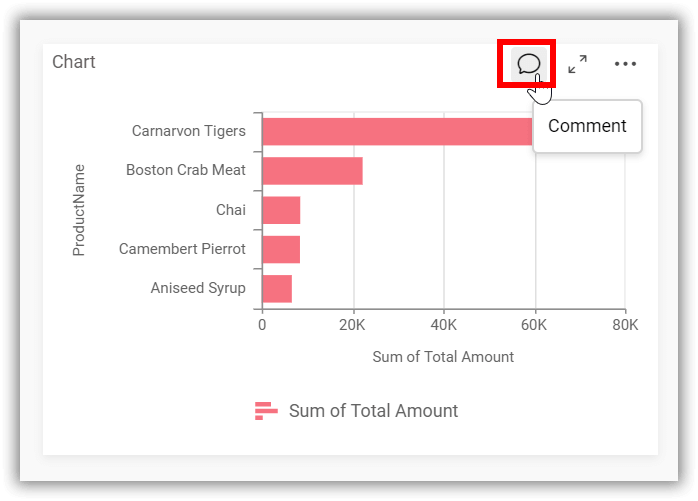 Chart
Comment
Carnarvon Tigers
Boston Crab Meat
Chai
Camembert Pierrot
Aniseed Syrup
ProductName
0 20K 40K 60K 80K
Sum of Total Amount
Sum of Total Amount